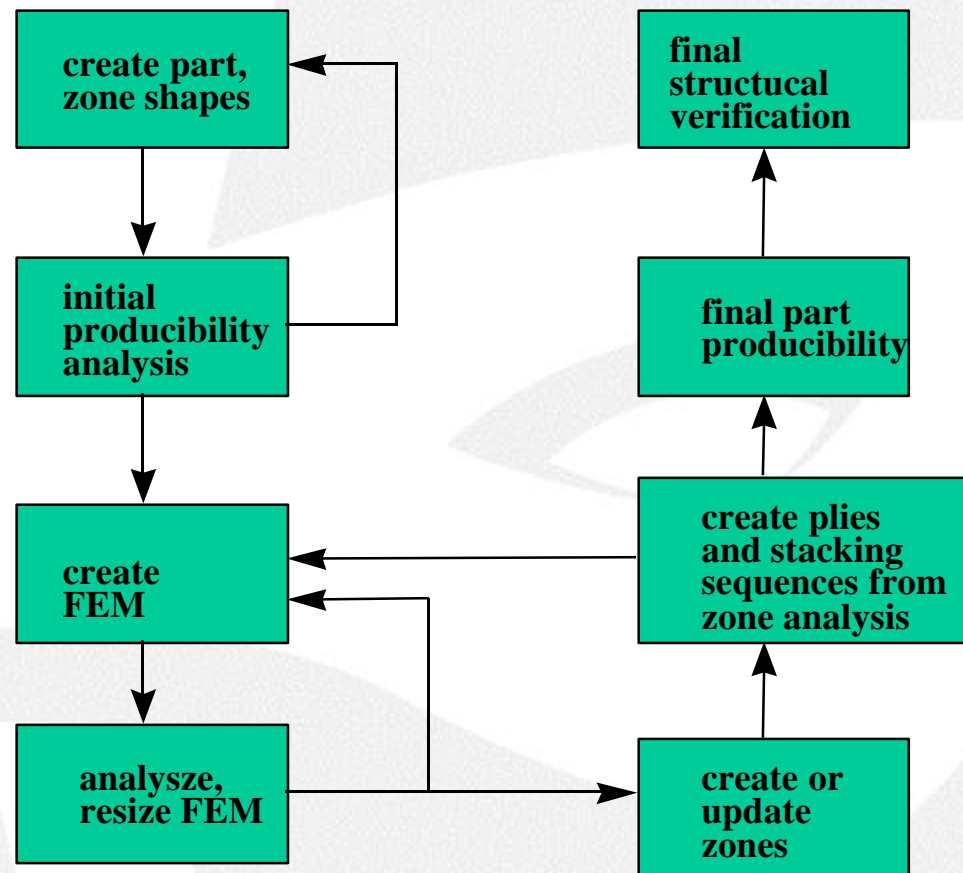 create part,
zone shapes
initial
producibility
analysis
create
FEM
analysze,
resize FEM
create or
update
zones
create plies
and stacking
sequences from
zone analysis
final part
producibility
final
structucal
verification